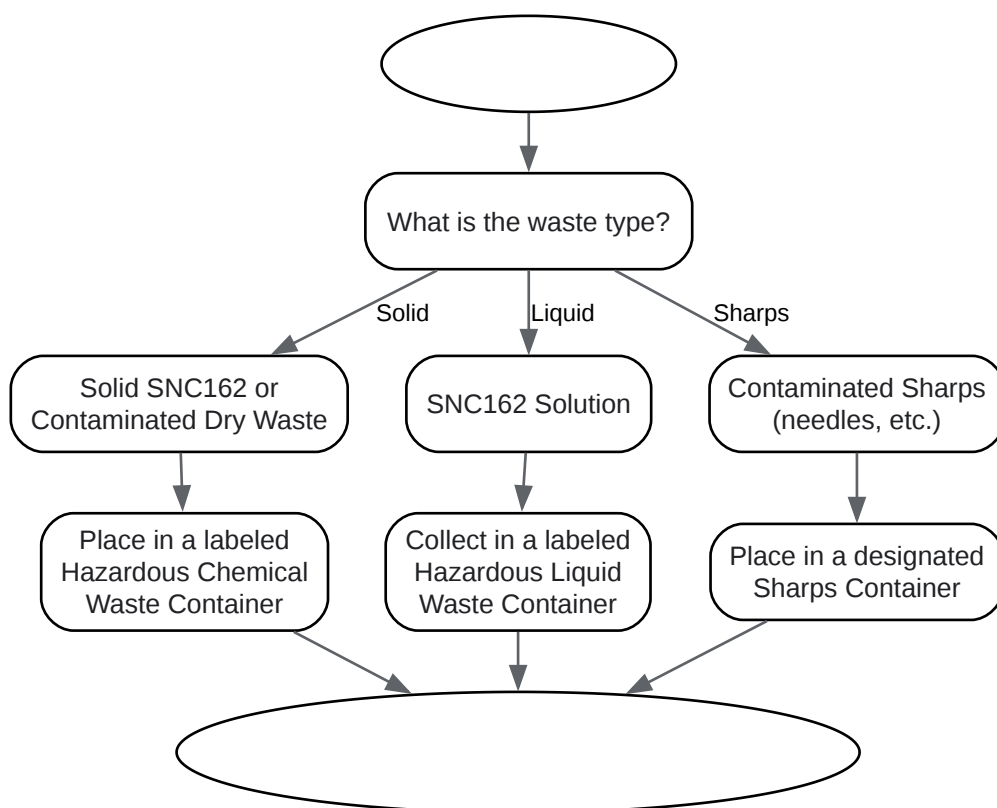 What is the waste type?
Solid
Liquid
Sharps
Solid SNC162 or
Contaminated Dry Waste
SNC162 Solution
Contaminated Sharps
(needles, etc.)
Place in a labeled
Hazardous Chemical
Waste Container
Collect in a labeled
Hazardous Liquid
Waste Container
Place in a designated
Sharps Container